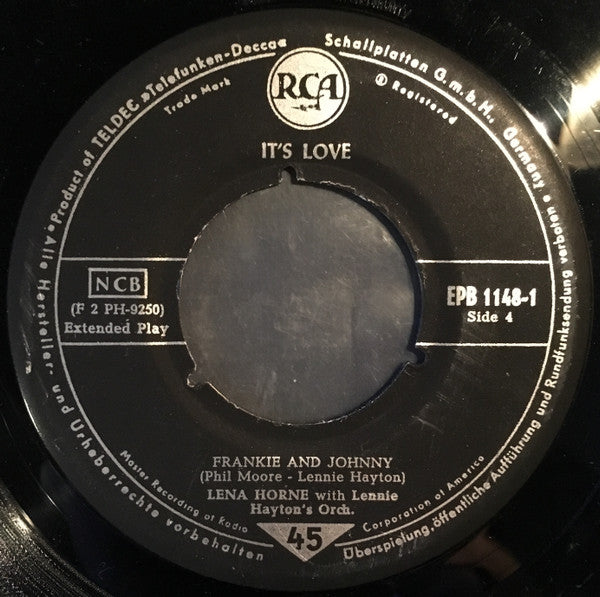 »Product of TELDEC »Telefunken-Decca« Schallplatten G.m.b.H., Germany«
Trade Mark
® Registered
RCA
IT'S LOVE
NCB
(F 2 PH-9250)
Extended Play
EPB 1148-1
Side 4
FRANKIE AND JOHNNY
(Phil Moore - Lennie Hayton)
LENA HORNE with Lennie
Hayton's Orch.
Master Recording of Radio Corporation of America
45
Alle Hersteller- und Urheberrechte vorbehalten
Überspielung, öffentliche Aufführung und Rundfunksendung verboten